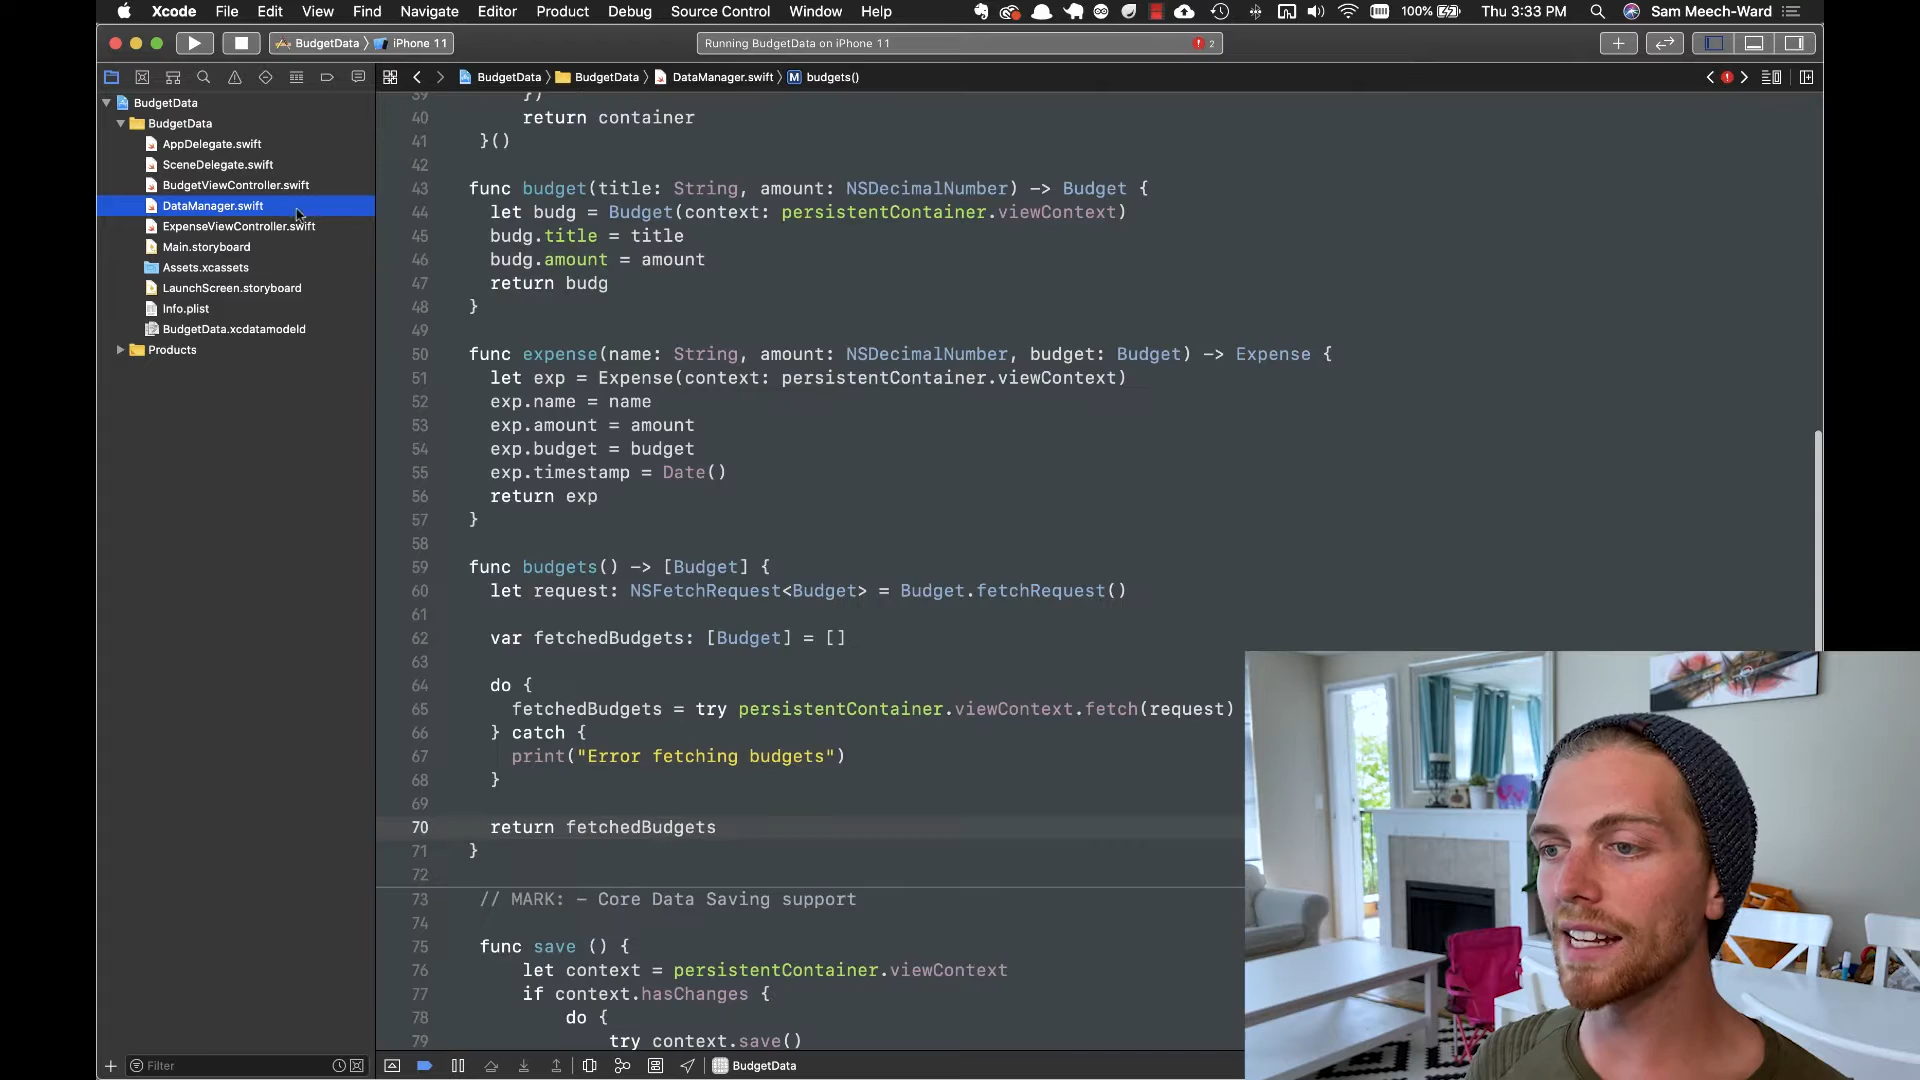 Xcode File Edit View Find Navigate Editor Product Debug Source Control Window Help 100% Thu 3:33 PM Sam Meech-Ward
BudgetData iPhone 11 Running BudgetData on iPhone 11 2
BudgetData BudgetData DataManager.swift M budgets()
BudgetData
BudgetData
AppDelegate.swift
SceneDelegate.swift
BudgetViewController.swift
DataManager.swift
ExpenseViewController.swift
Main.storyboard
Assets.xcassets
LaunchScreen.storyboard
Info.plist
BudgetData.xcdatamodeld
Products
39 })
40 return container
41 }()
42
43 func budget(title: String, amount: NSDecimalNumber) -> Budget {
44 let budg = Budget(context: persistentContainer.viewContext)
45 budg.title = title
46 budg.amount = amount
47 return budg
48 }
49
50 func expense(name: String, amount: NSDecimalNumber, budget: Budget) -> Expense {
51 let exp = Expense(context: persistentContainer.viewContext)
52 exp.name = name
53 exp.amount = amount
54 exp.budget = budget
55 exp.timestamp = Date()
56 return exp
57 }
58
59 func budgets() -> [Budget] {
60 let request: NSFetchRequest<Budget> = Budget.fetchRequest()
61
62 var fetchedBudgets: [Budget] = []
63
64 do {
65 fetchedBudgets = try persistentContainer.viewContext.fetch(request)
66 } catch {
67 print("Error fetching budgets")
68 }
69
70 return fetchedBudgets
71 }
72
73 // MARK: - Core Data Saving support
74
75 func save () {
76 let context = persistentContainer.viewContext
77 if context.hasChanges {
78 do {
79 try context.save()
Filter BudgetData